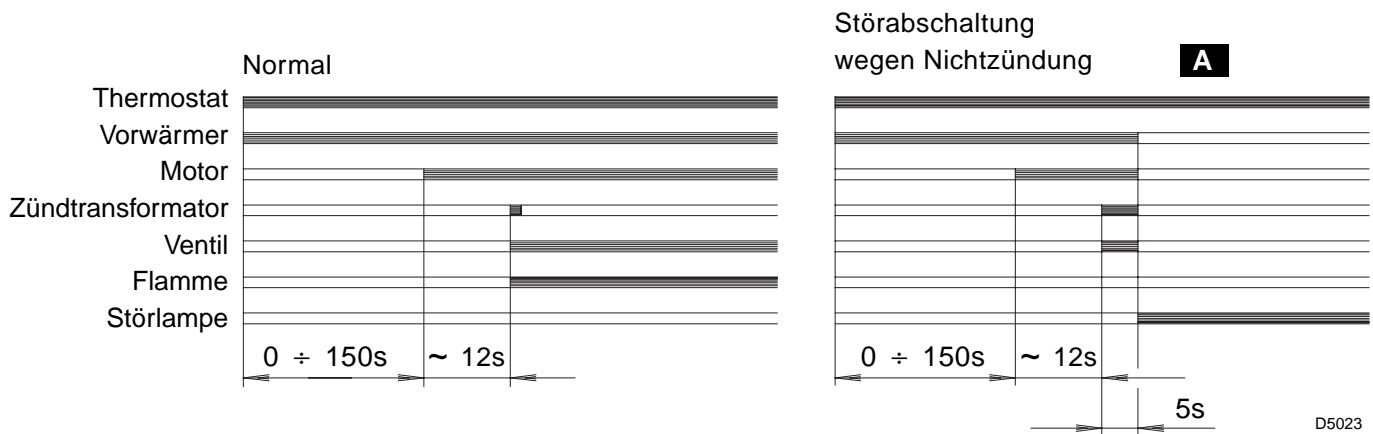 Störabschaltung
Normal
wegen Nichtzündung A
Thermostat
Vorwärmer
Motor
Zündtransformator
Ventil
Flamme
Störlampe
0 ÷ 150s ~ 12s
0 ÷ 150s ~ 12s
5s
D5023